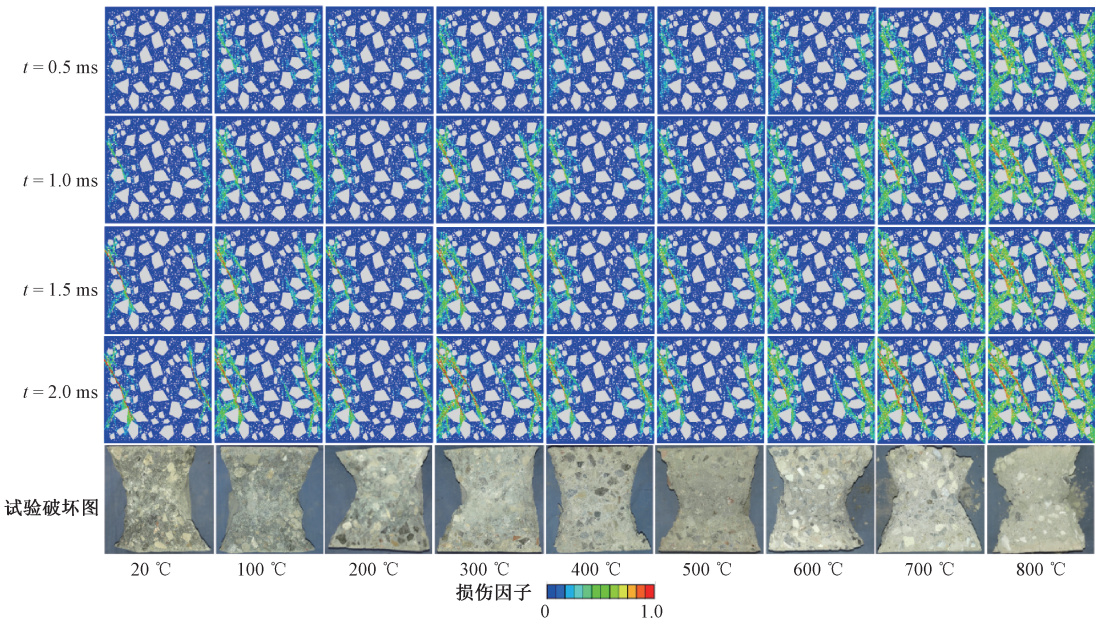 t = 0.5 ms
t = 1.0 ms
t = 1.5 ms
t = 2.0 ms
试验破坏图
20 ℃ 100 ℃ 200 ℃ 300 ℃ 400 ℃ 500 ℃ 600 ℃ 700 ℃ 800 ℃
损伤因子
0 1.0